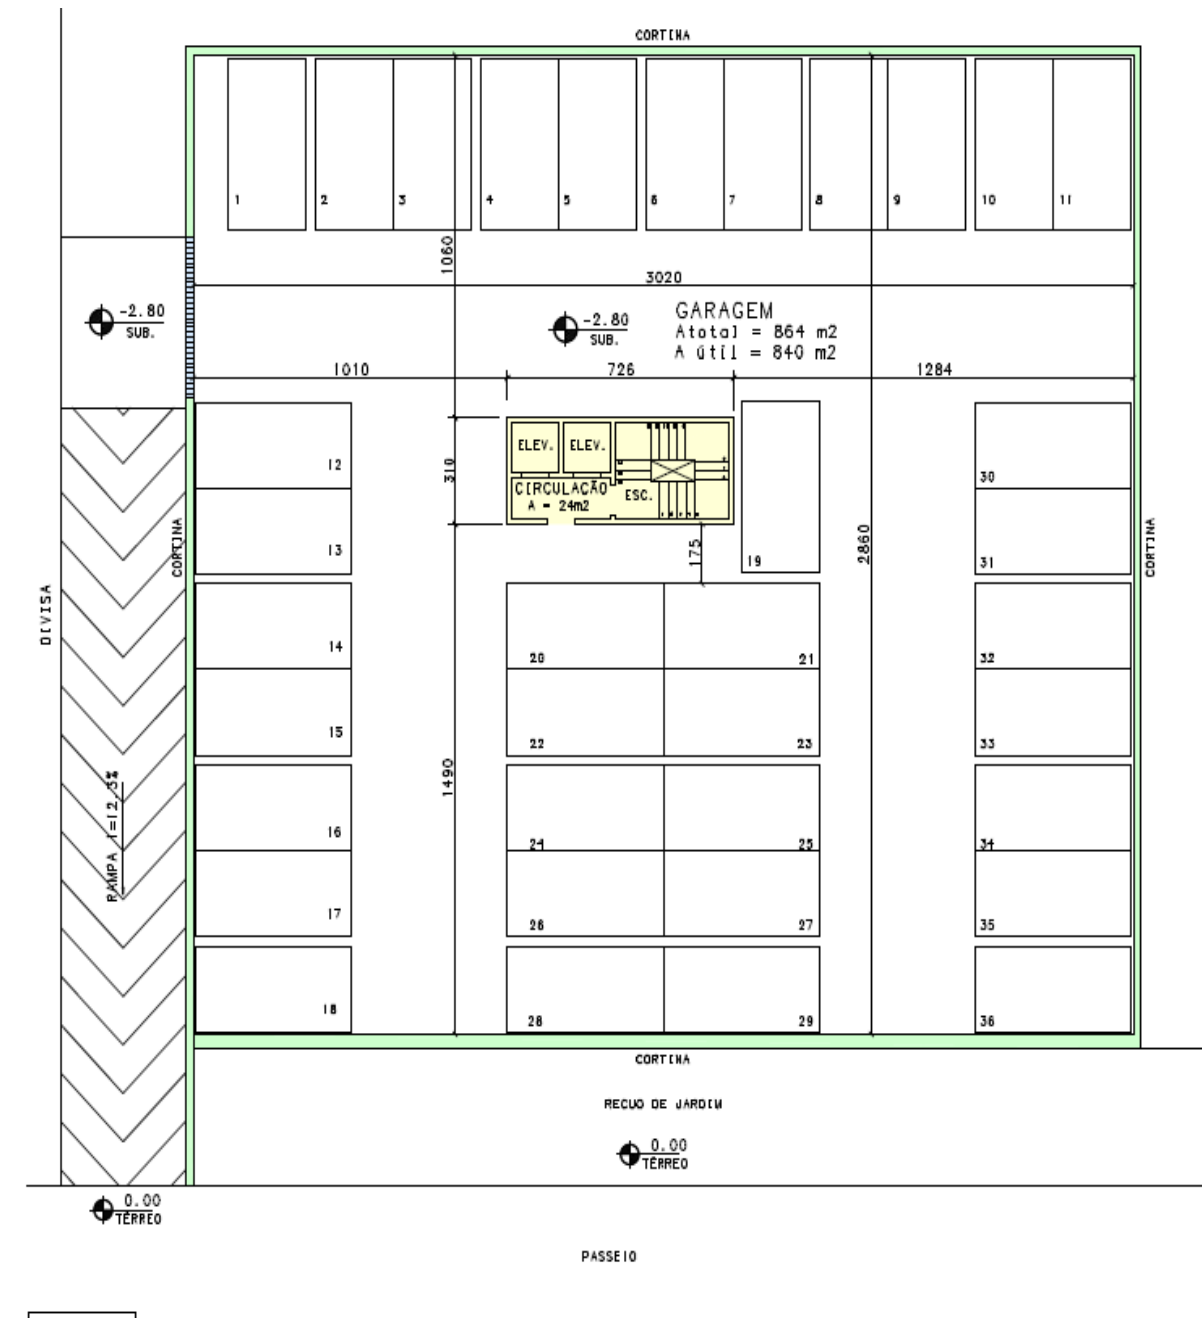 CORTINA
1 2 3 4 5 6 7 8 9 10 11
1060
3020
-2.80
SUB.
-2.80
SUB.
GARAGEM
Atotal = 864 m2
A útil = 840 m2
1010 726 1284
12
13
14
15
16
17
18
CORTINA
DIVISA
RAMPA i=12,5%
310
ELEV. ELEV.
CIRCULAÇÃO
A = 24m2
ESC.
175
19
2860
1490
20 21
22 23
24 25
26 27
28 29
30
31
32
33
34
35
36
CORTINA
CORTINA
RECUO DE JARDIM
0.00
TÉRREO
0.00
TÉRREO
PASSEIO